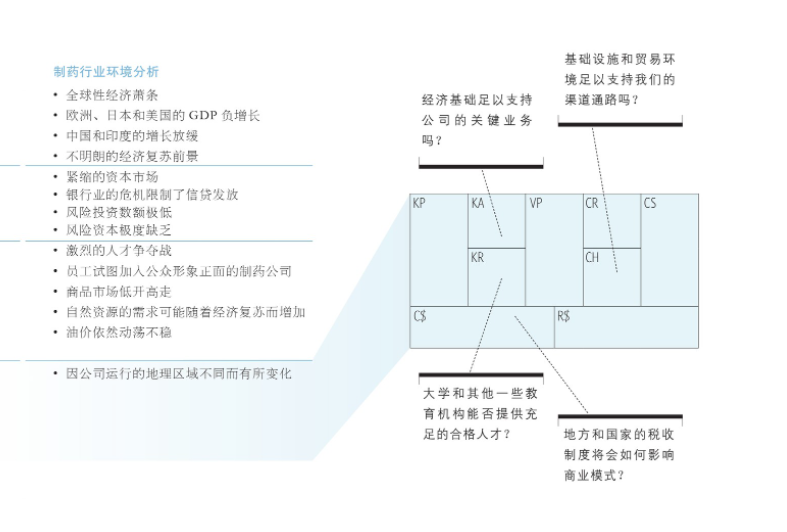 制药行业环境分析
• 全球性经济萧条
• 欧洲、日本和美国的 GDP 负增长
• 中国和印度的增长放缓
• 不明朗的经济复苏前景
• 紧缩的资本市场
• 银行业的危机限制了信贷发放
• 风险投资数额极低
• 风险资本极度缺乏
• 激烈的人才争夺战
• 员工试图加入公众形象正面的制药公司
• 商品市场低开高走
• 自然资源的需求可能随着经济复苏而增加
• 油价依然动荡不稳
• 因公司运行的地理区域不同而有所变化
经济基础足以支持
公司的关键业务
吗？
基础设施和贸易环
境足以支持我们的
渠道通路吗？
KP
KA
VP
CR
CS
KR
CH
C$
R$
大学和其他一些教
育机构能否提供充
足的合格人才？
地方和国家的税收
制度将会如何影响
商业模式？